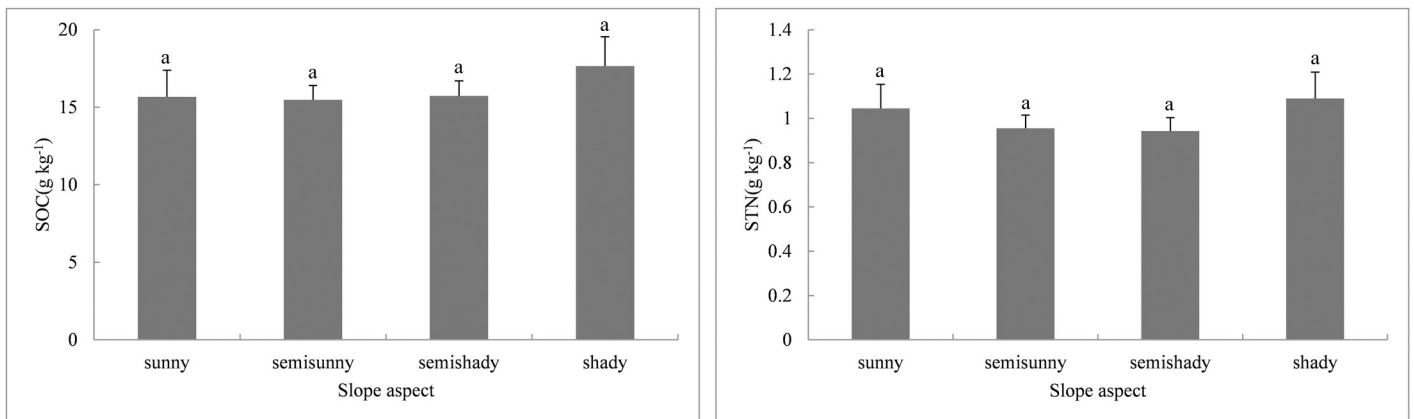 20
15
10
5
0
SOC(g kg-1)
a
a
a
a
sunny
semisunny
semishady
shady
Slope aspect
1.4
1.2
1
0.8
0.6
0.4
0.2
0
STN(g kg-1)
a
a
a
a
sunny
semisunny
semishady
shady
Slope aspect